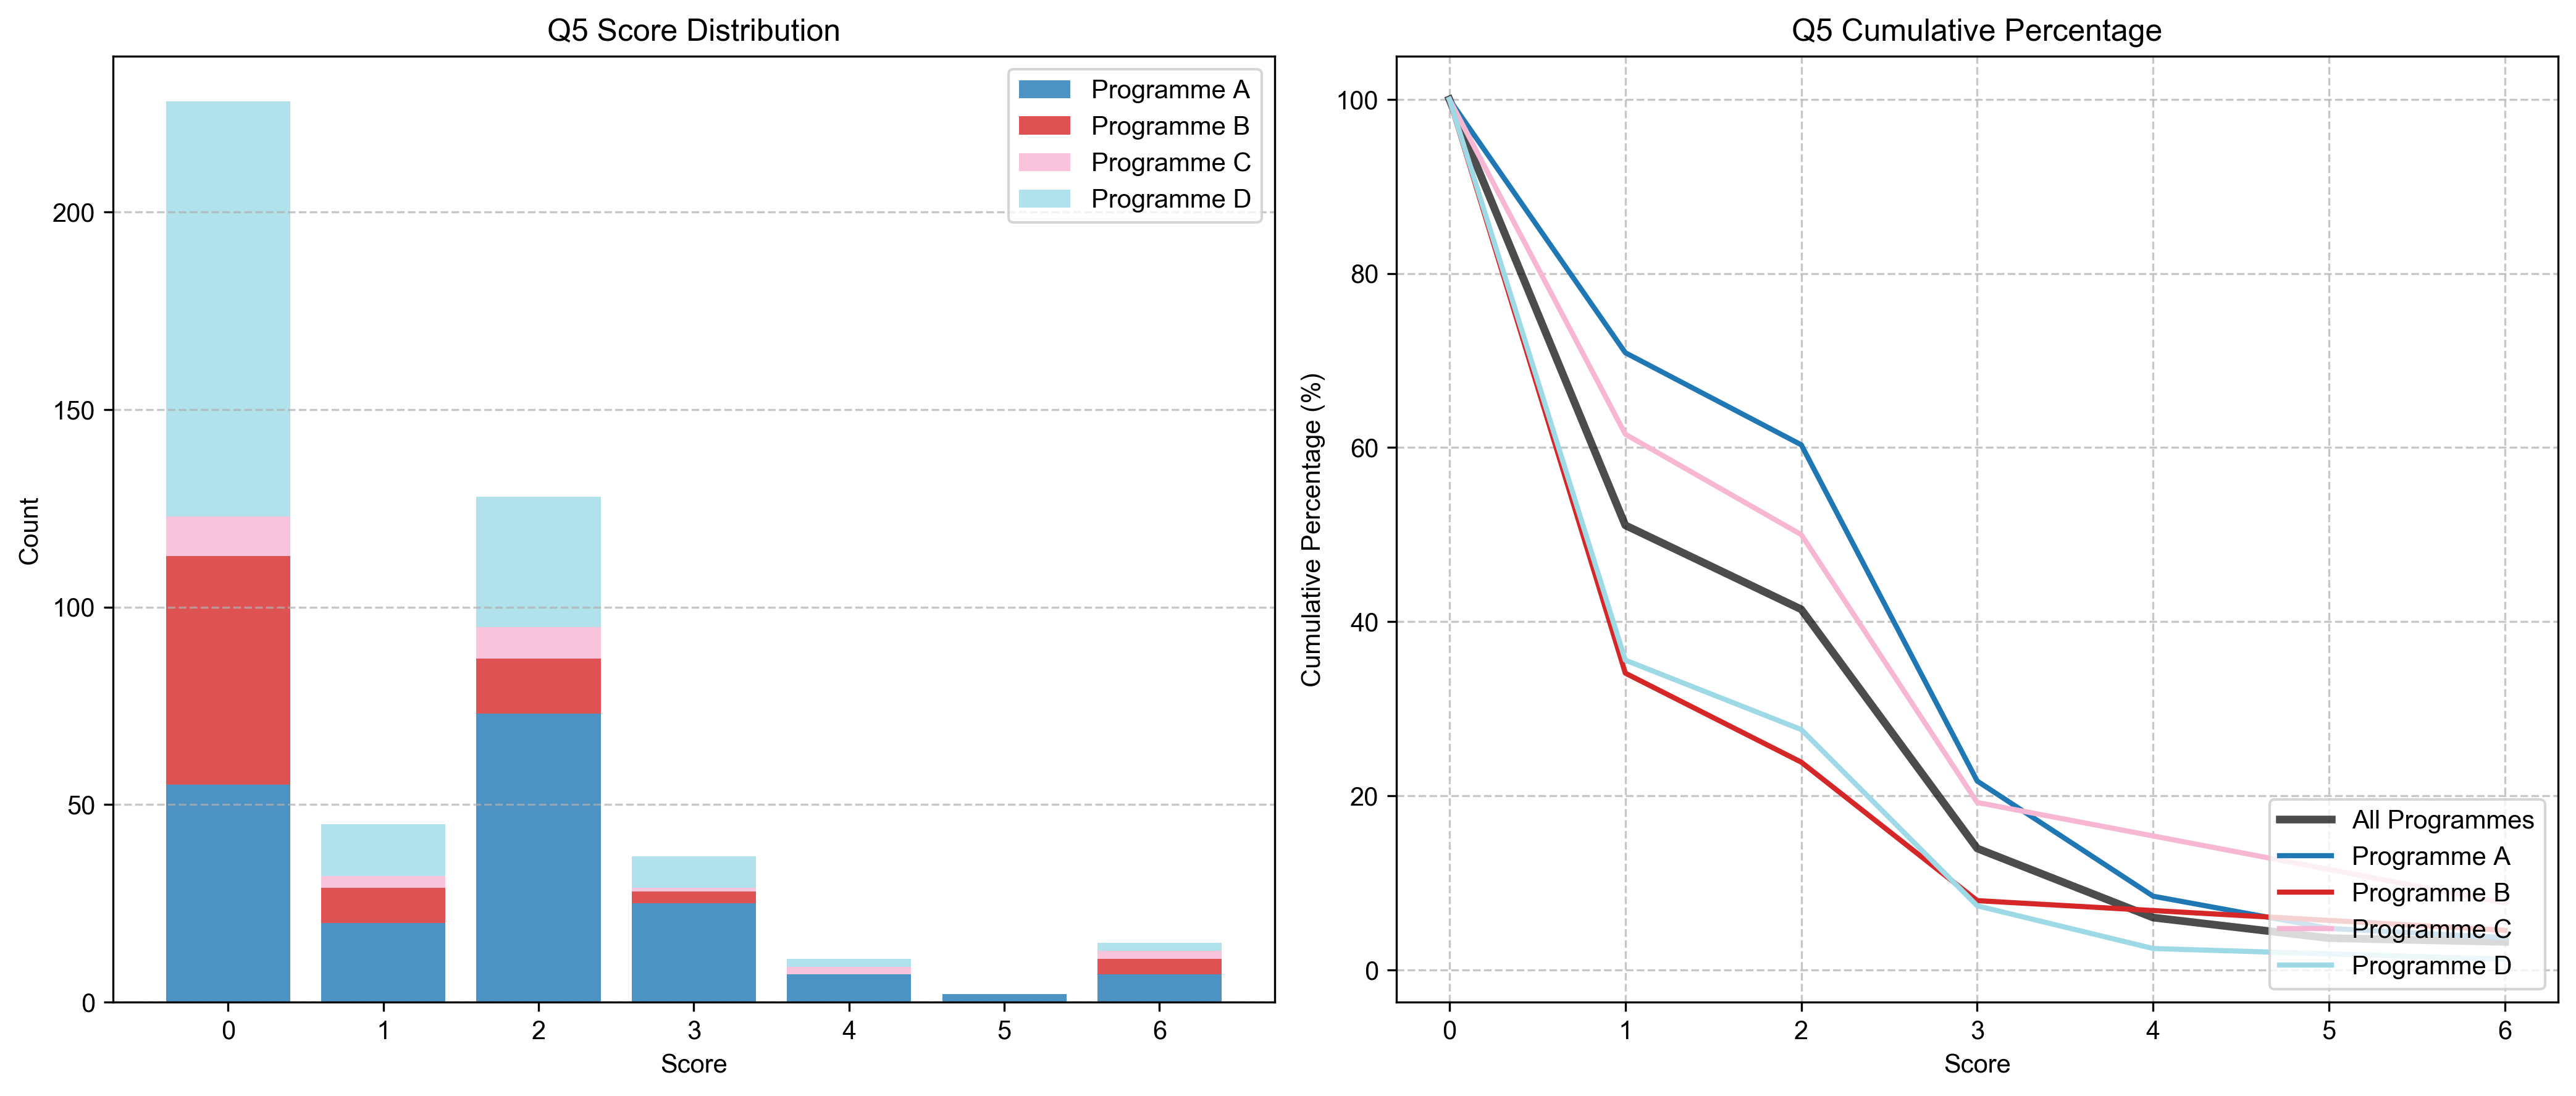 Q5 Score Distribution
Count
200
150
100
50
0
0 1 2 3 4 5 6
Score
Programme A
Programme B
Programme C
Programme D
Q5 Cumulative Percentage
Cumulative Percentage (%)
100
80
60
40
20
0
0 1 2 3 4 5 6
Score
All Programmes
Programme A
Programme B
Programme C
Programme D